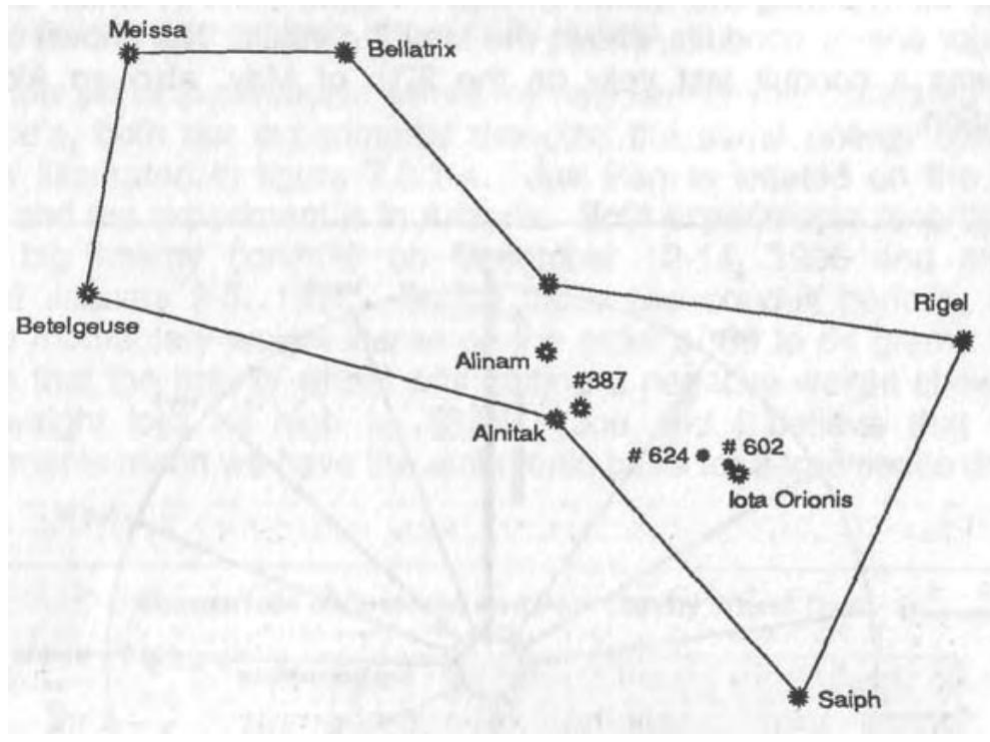 Meissa
Bellatrix
Betelgeuse
Rigel
Alinam
#387
Alnitak
# 602
# 624
Iota Orionis
Saiph